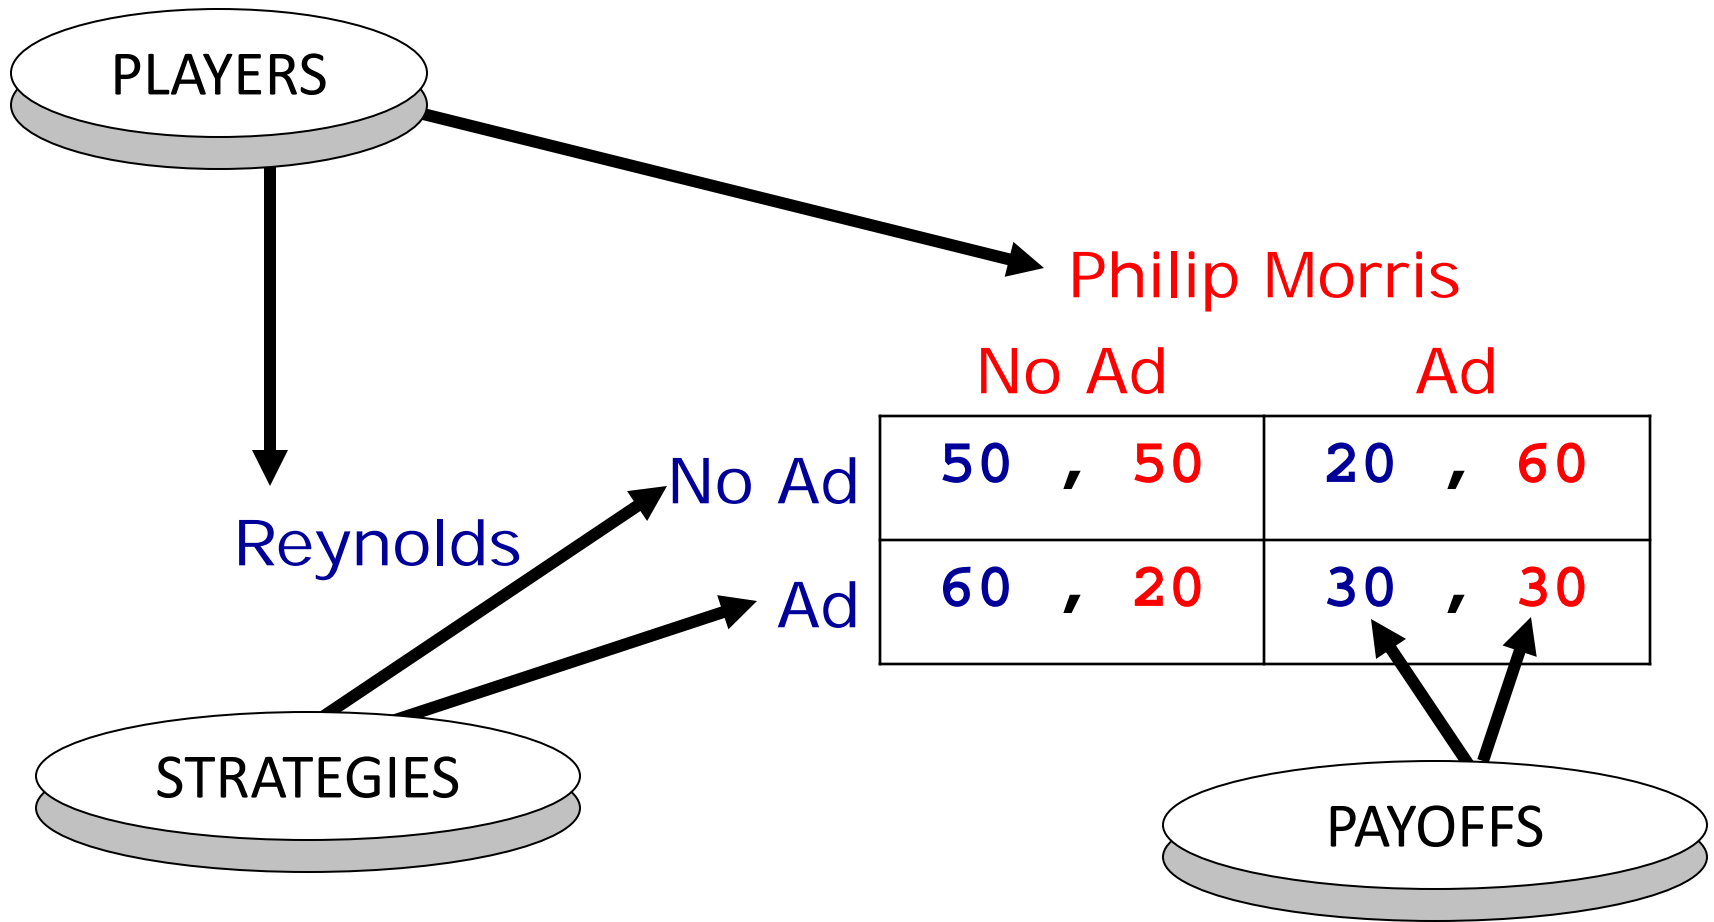 PLAYERS
Philip Morris
No Ad Ad
No Ad 50 , 50 20 , 60
Reynolds
Ad 60 , 20 30 , 30
STRATEGIES
PAYOFFS